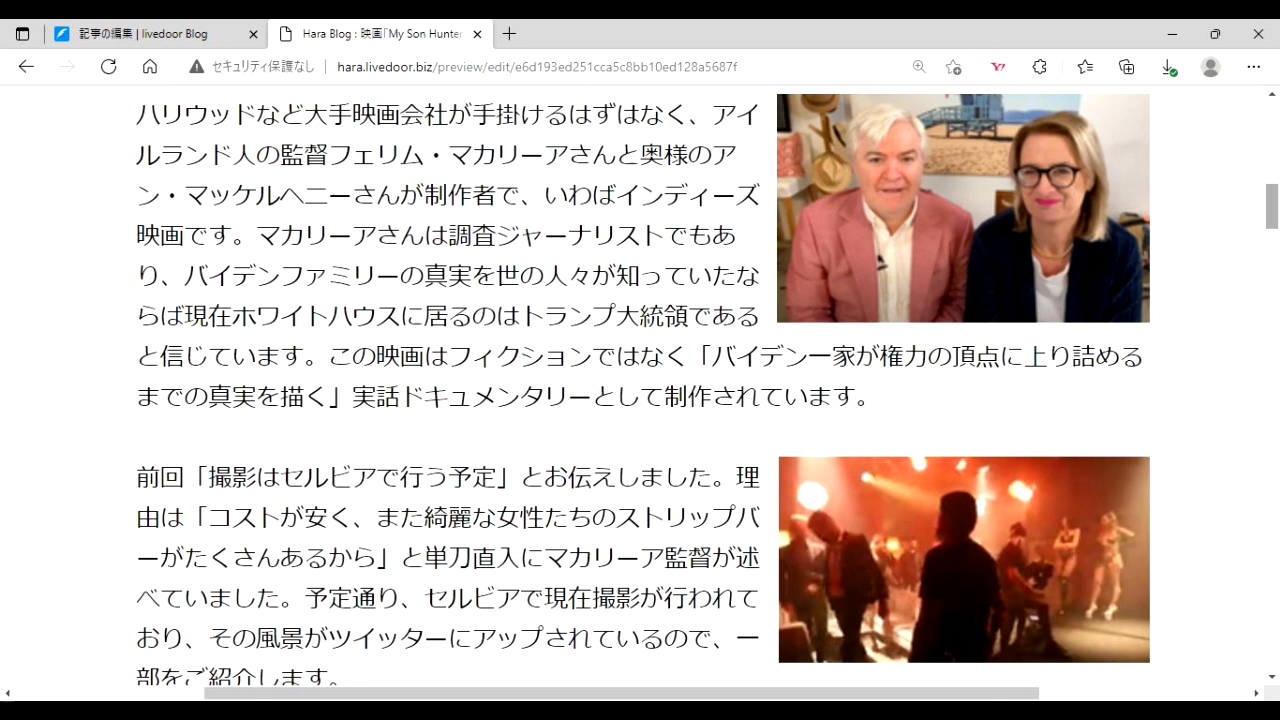 記事の編集 | livedoor Blog
Hara Blog : 映画「My Son Hunter
セキュリティ保護なし | hara.livedoor.biz/preview/edit/e6d193ed251cca5c8bb10ed128a5687f
ハリウッドなど大手映画会社が手掛けるはずはなく、アイ
ルランド人の監督フェリム・マカリーアさんと奥様のア
ン・マッケルヘニーさんが制作者で、いわばインディーズ
映画です。マカリーアさんは調査ジャーナリストでもあ
り、バイデンファミリーの真実を世の人々が知っていたな
らば現在ホワイトハウスに居るのはトランプ大統領である
と信じています。この映画はフィクションではなく「バイデン一家が権力の頂点に上り詰める
までの真実を描く」実話ドキュメンタリーとして制作されています。
前回「撮影はセルビアで行う予定」とお伝えしました。理
由は「コストが安く、また綺麗な女性たちのストリップバ
ーがたくさんあるから」と単刀直入にマカリーア監督が述
べていました。予定通り、セルビアで現在撮影が行われて
おり、その風景がツイッターにアップされているので、一
部をご紹介します。